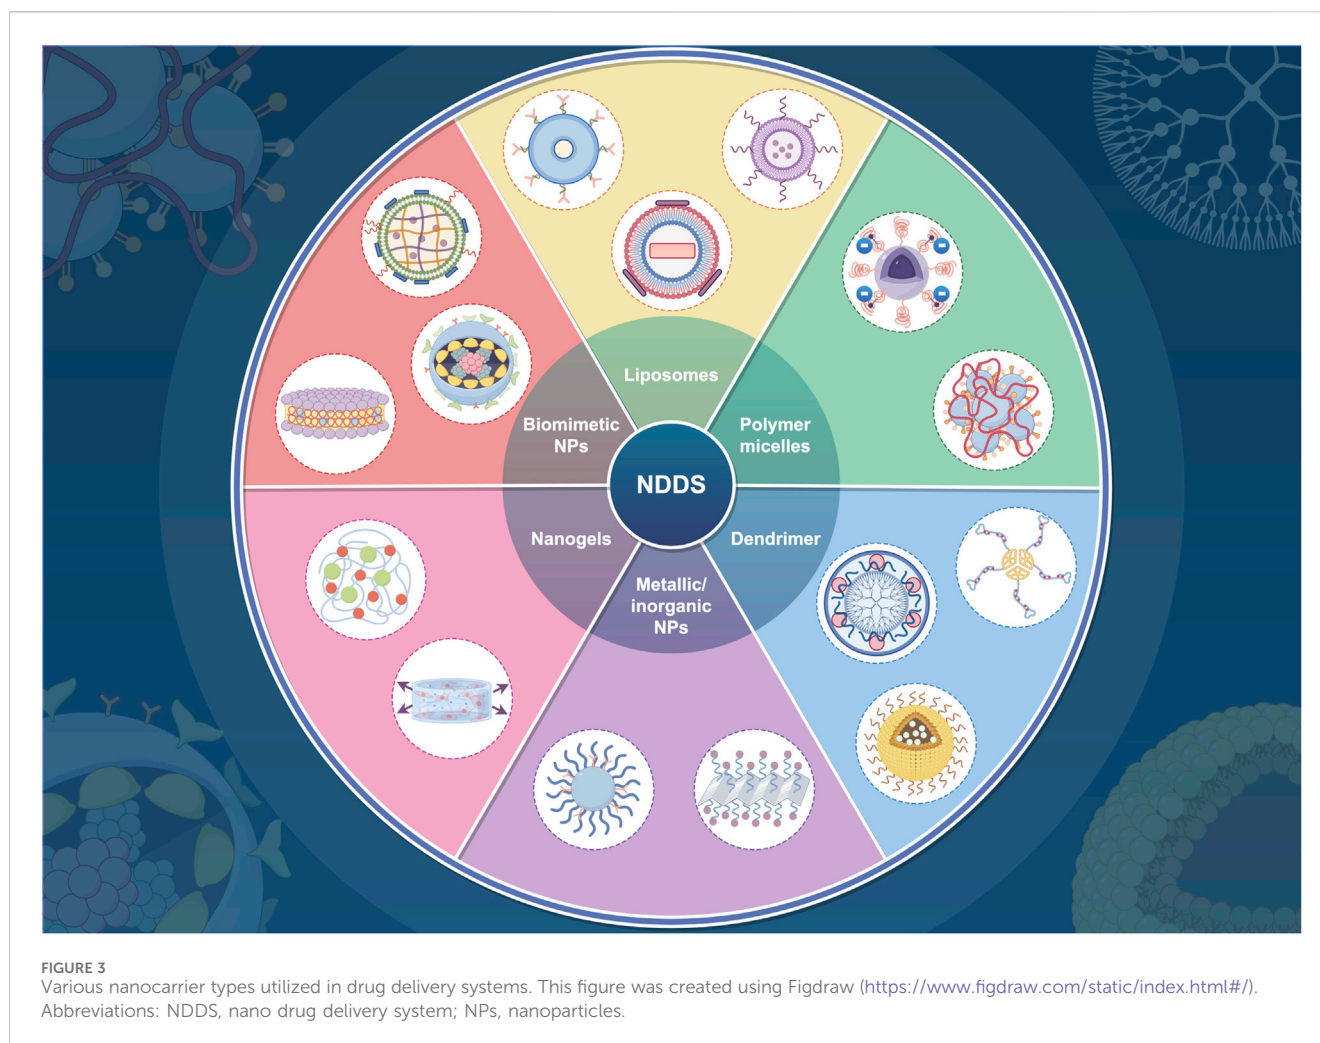 Liposomes
Biomimetic
NPs
Polymer
micelles
NDDS
Nanogels
Dendrimer
Metallic/
inorganic
NPs
FIGURE 3
Various nanocarrier types utilized in drug delivery systems. This figure was created using Figdraw (https://www.figdraw.com/static/index.html#/).
Abbreviations: NDDS, nano drug delivery system; NPs, nanoparticles.